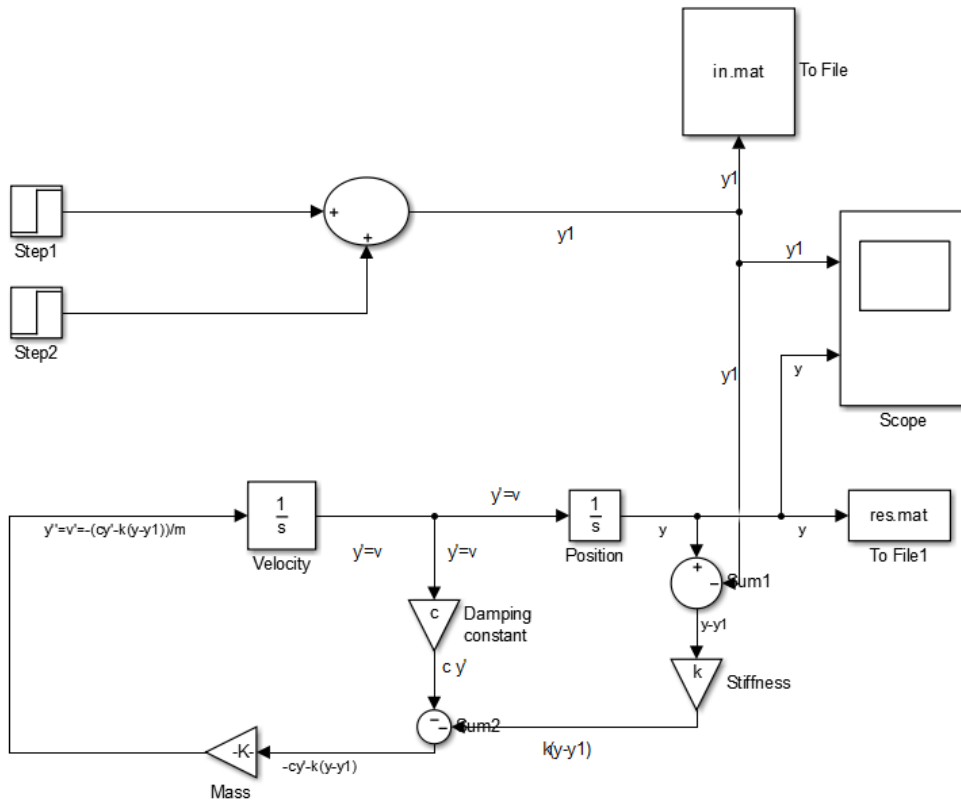 in.mat
To File
y1
+
+
y1
Step1
Step2
y1
Scope
y1
y
y''=v'=-(cy'-k(y-y1))/m
1
s
Velocity
y'=v
y'=v
y'=v
1
s
Position
y
y
res.mat
To File1
+
−
Sum1
y-y1
c
Damping
constant
c y'
k
Stiffness
−
−
Sum2
k(y-y1)
-K-
Mass
-cy'-k(y-y1)